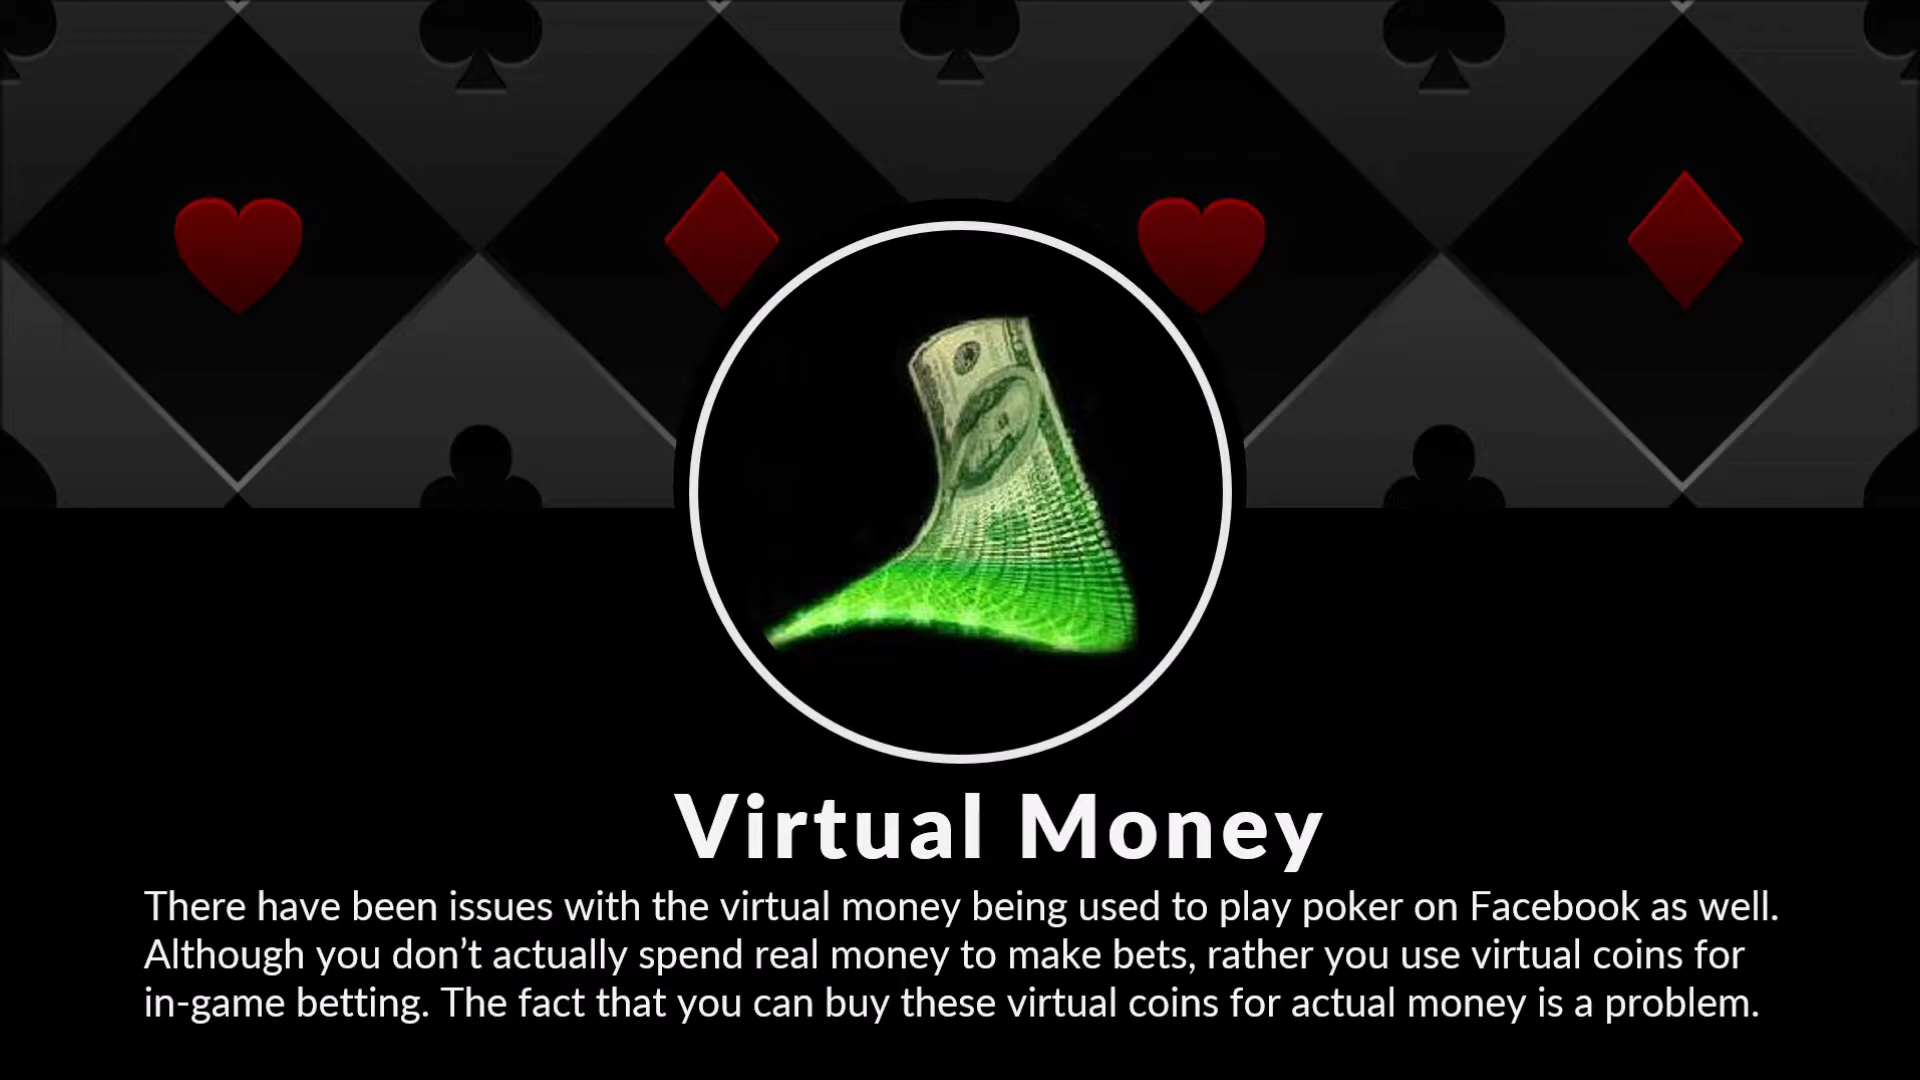 Virtual Money
There have been issues with the virtual money being used to play poker on Facebook as well.
Although you don’t actually spend real money to make bets, rather you use virtual coins for
in-game betting. The fact that you can buy these virtual coins for actual money is a problem.